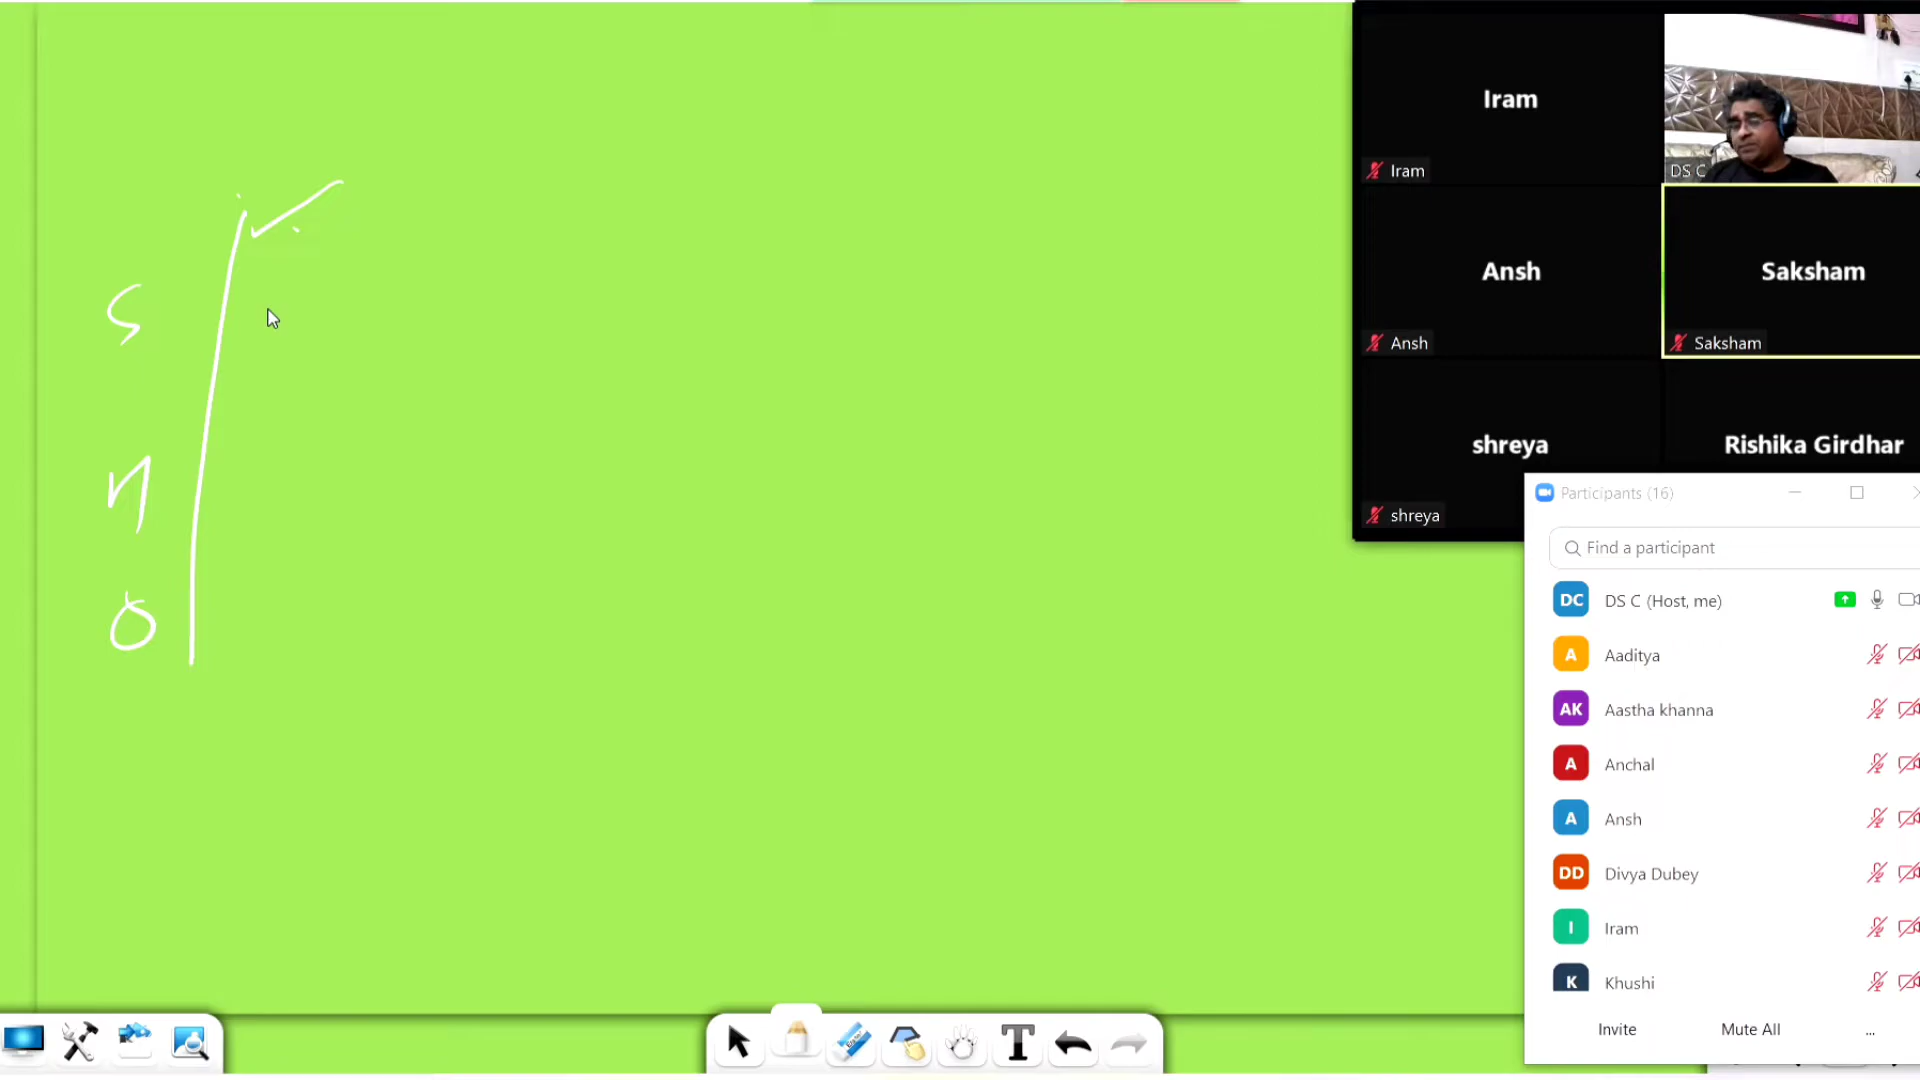 S
n
o
Iram
Iram
DS C
Ansh
Ansh
Saksham
Saksham
shreya
shreya
Rishika Girdhar
Participants (16)
Find a participant
DC DS C (Host, me)
A Aaditya
AK Aastha khanna
A Anchal
A Ansh
DD Divya Dubey
I Iram
K Khushi
Invite Mute All ...
T